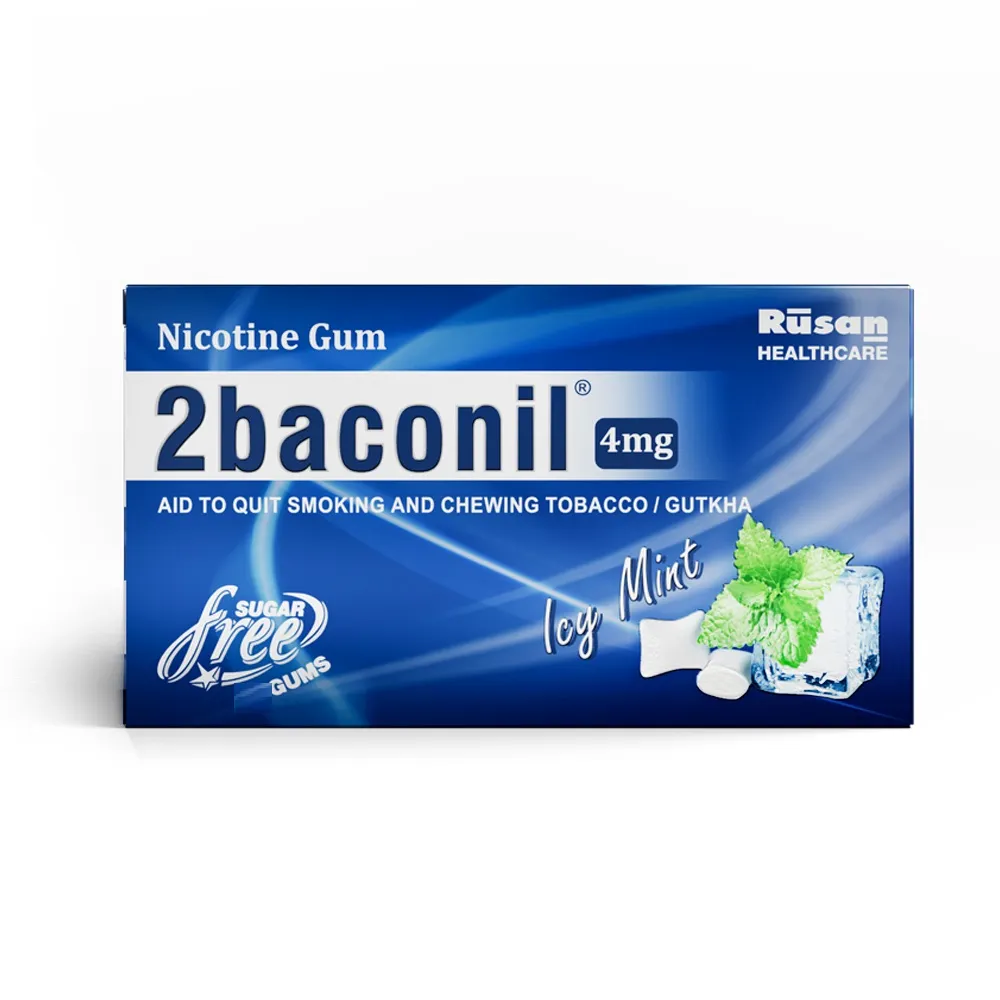 Nicotine Gum
Rūsan
HEALTHCARE
2baconil®
4mg
AID TO QUIT SMOKING AND CHEWING TOBACCO / GUTKHA
Icy Mint
SUGAR
free
GUMS